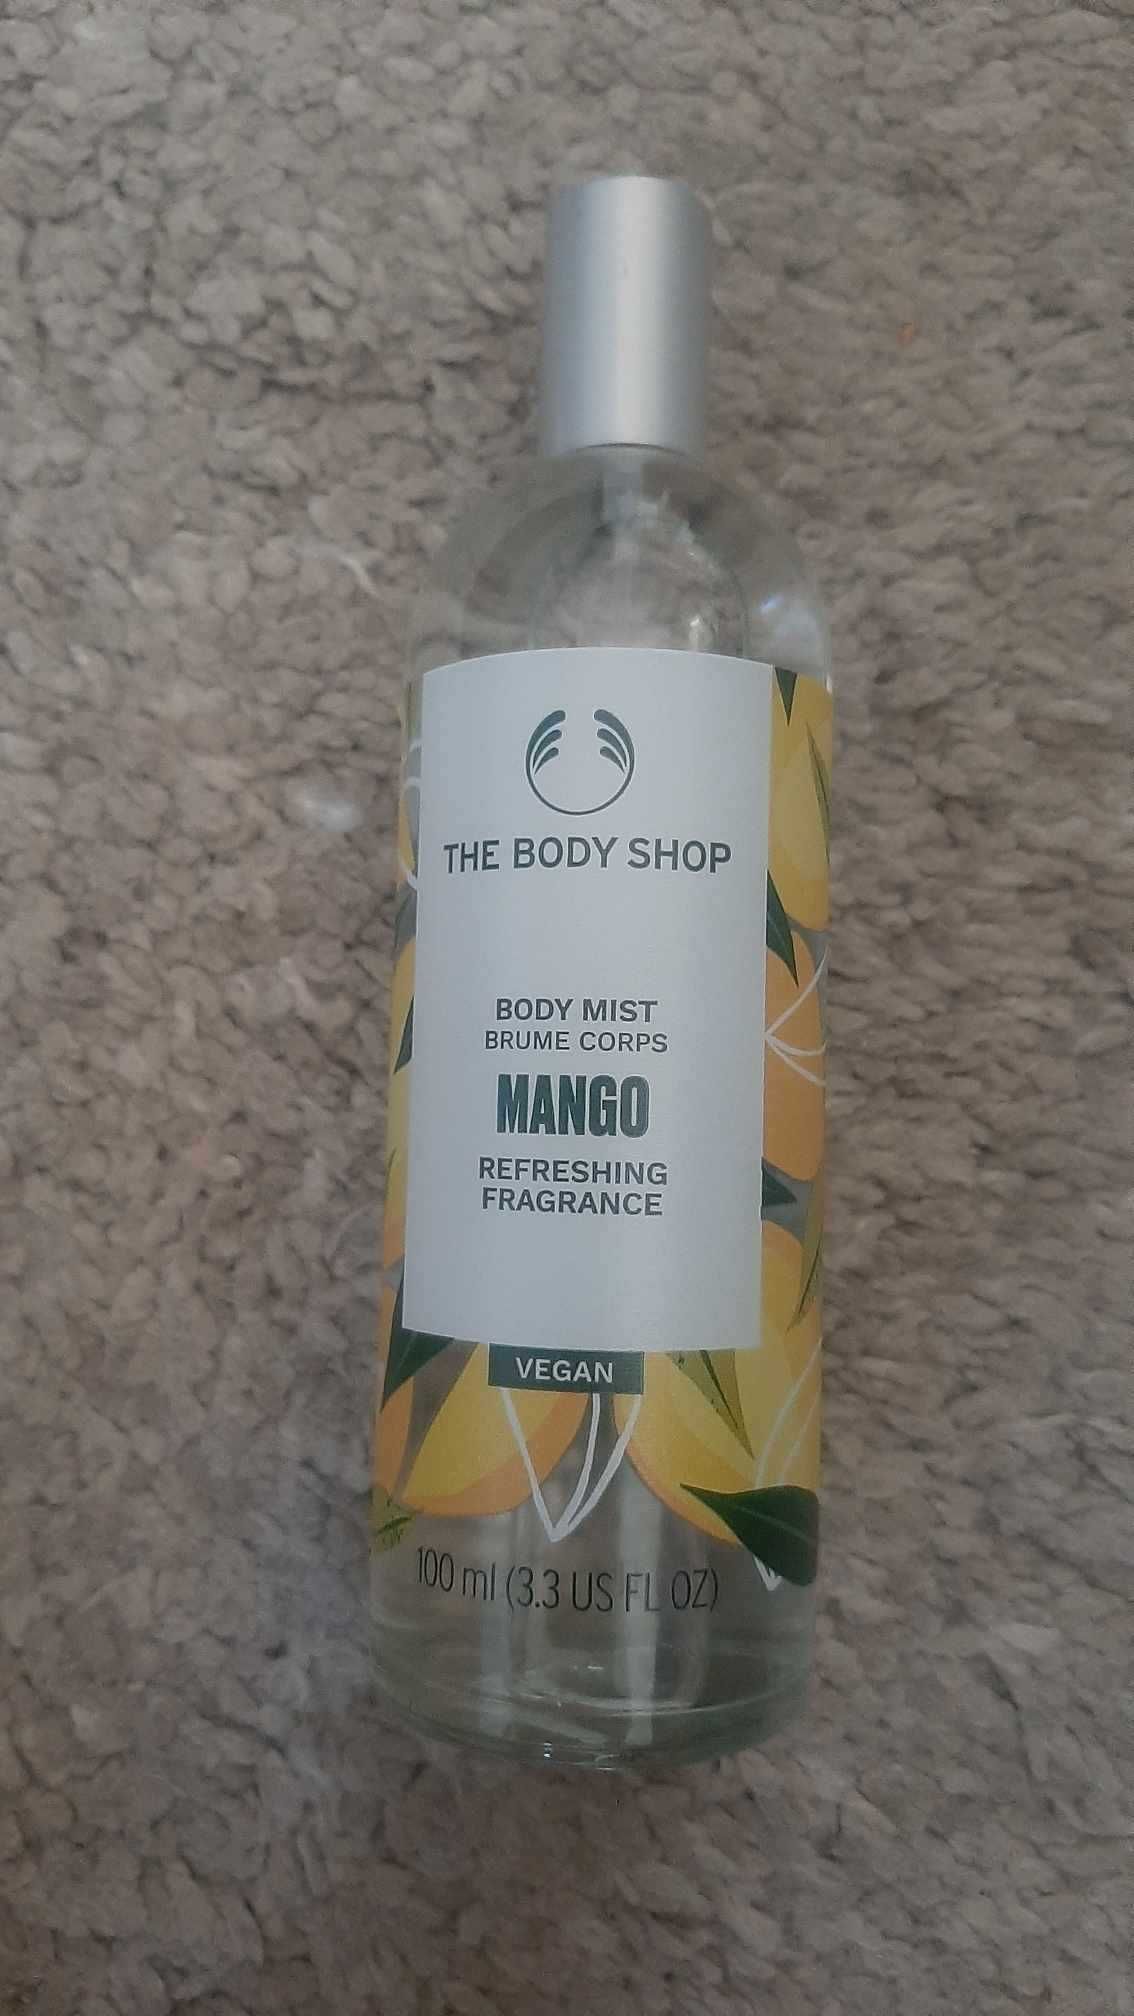 THE BODY SHOP
BODY MIST
BRUME CORPS
MANGO
REFRESHING
FRAGRANCE
VEGAN
100 ml (3.3 US FL OZ)